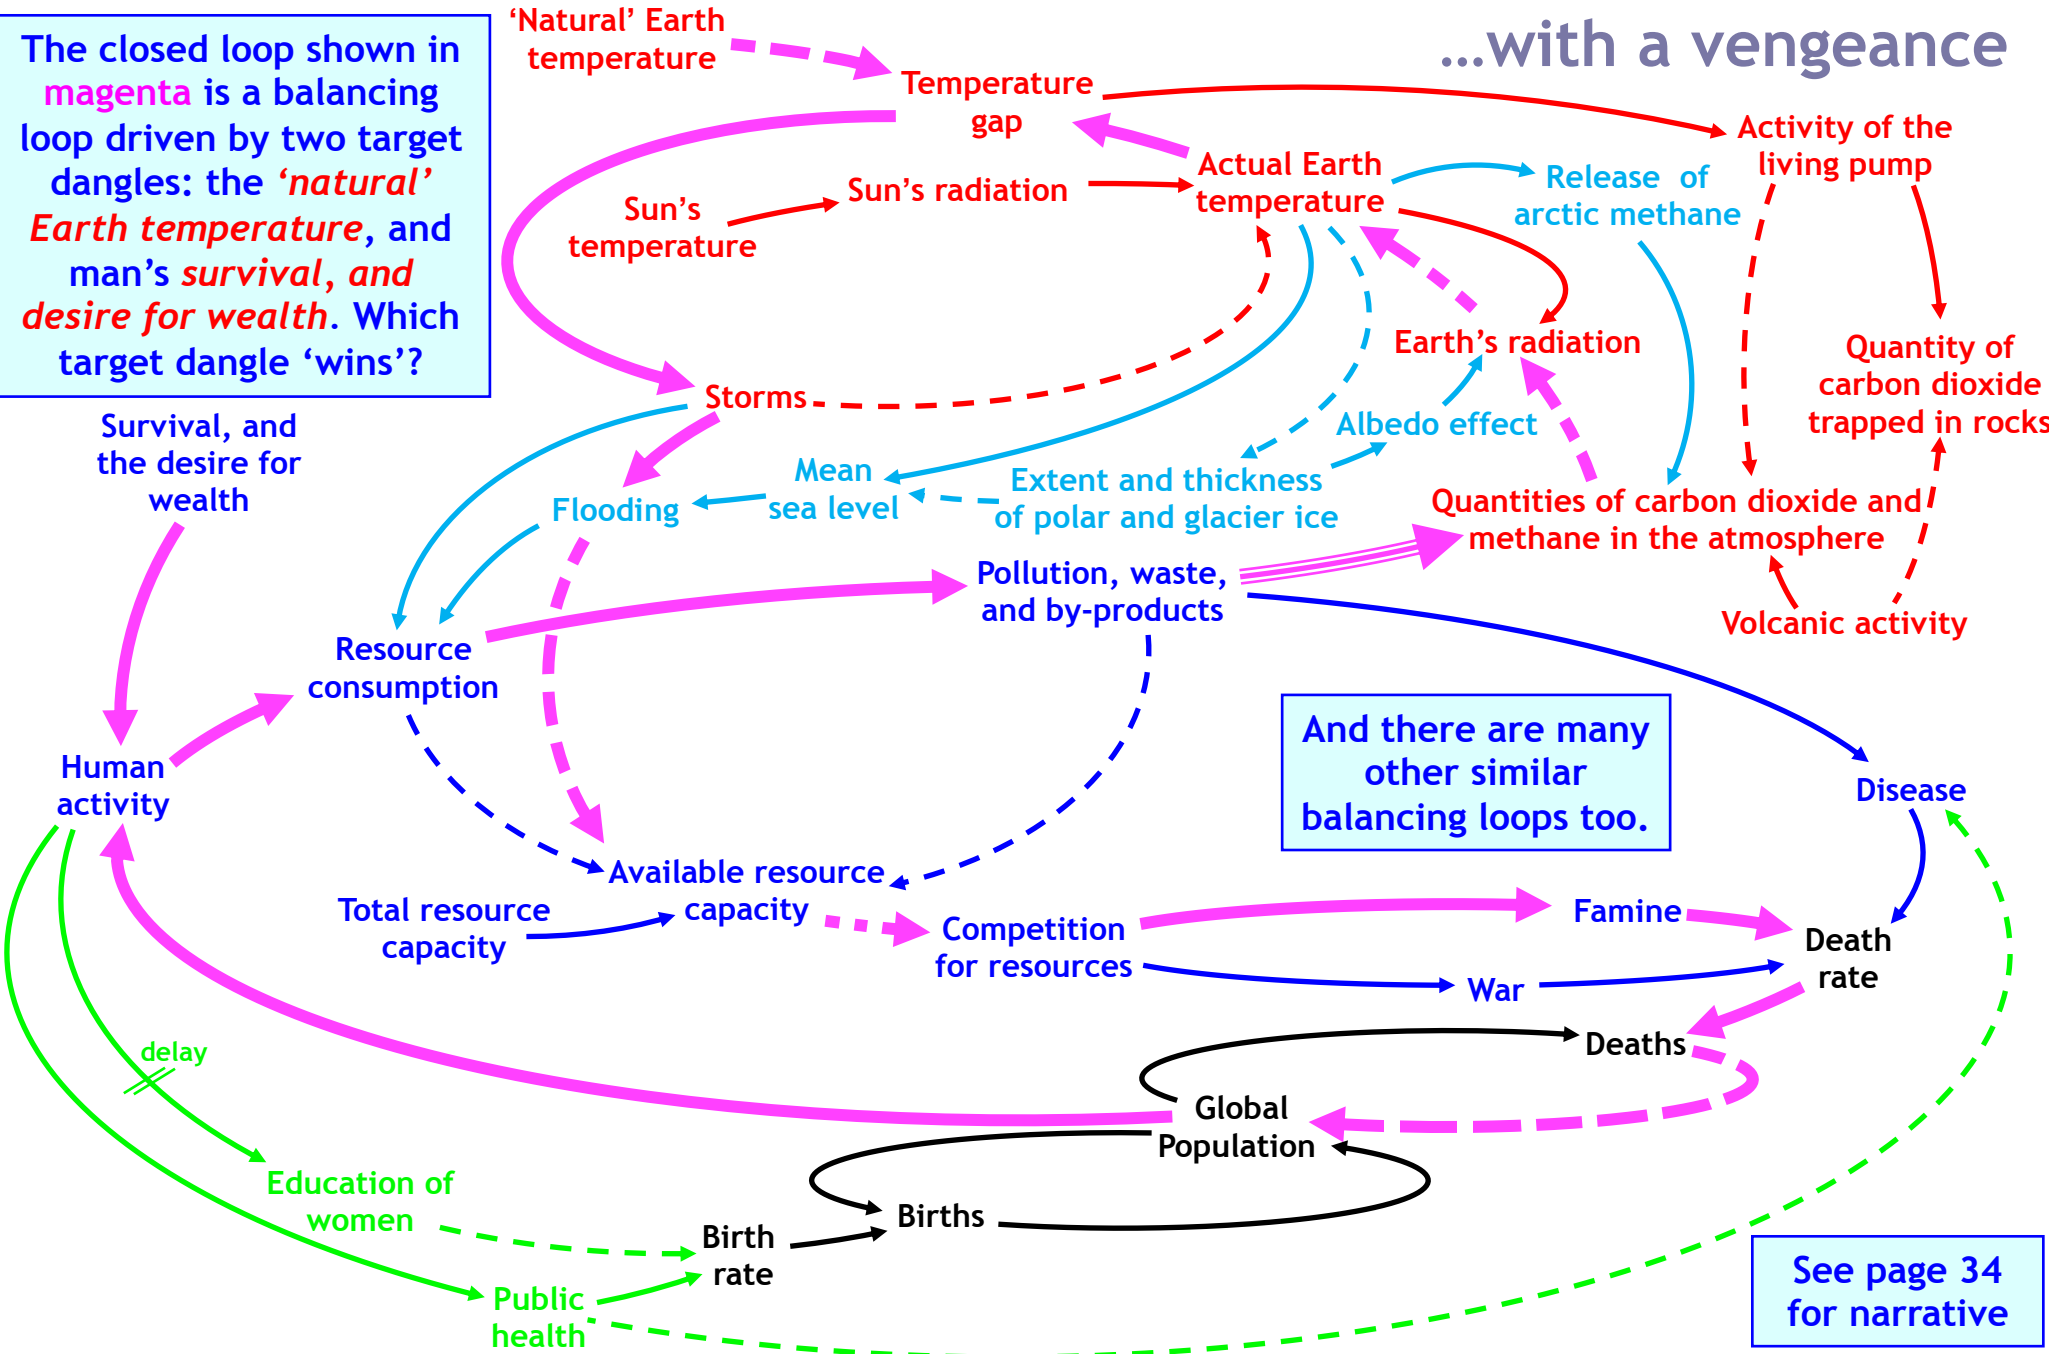 …with a vengeance
The closed loop shown in
magenta is a balancing
loop driven by two target
dangles: the ‘natural’
Earth temperature, and
man’s survival, and
desire for wealth. Which
target dangle ‘wins’?
‘Natural’ Earth
temperature
Temperature
gap
Activity of the
living pump
Actual Earth
temperature
Release of
arctic methane
Sun’s radiation
Sun’s
temperature
Earth’s radiation
Quantity of
carbon dioxide
trapped in rocks
Storms
Albedo effect
Survival, and
the desire for
wealth
Mean
sea level
Flooding
Extent and thickness
of polar and glacier ice
Quantities of carbon dioxide and
methane in the atmosphere
Pollution, waste,
and by-products
Volcanic activity
Resource
consumption
And there are many
other similar
balancing loops too.
Human
activity
Disease
Available resource
capacity
Total resource
capacity
Competition
for resources
Famine
Death
rate
War
Deaths
delay
Global
Population
Education of
women
Births
Birth
rate
Public
health
See page 34
for narrative